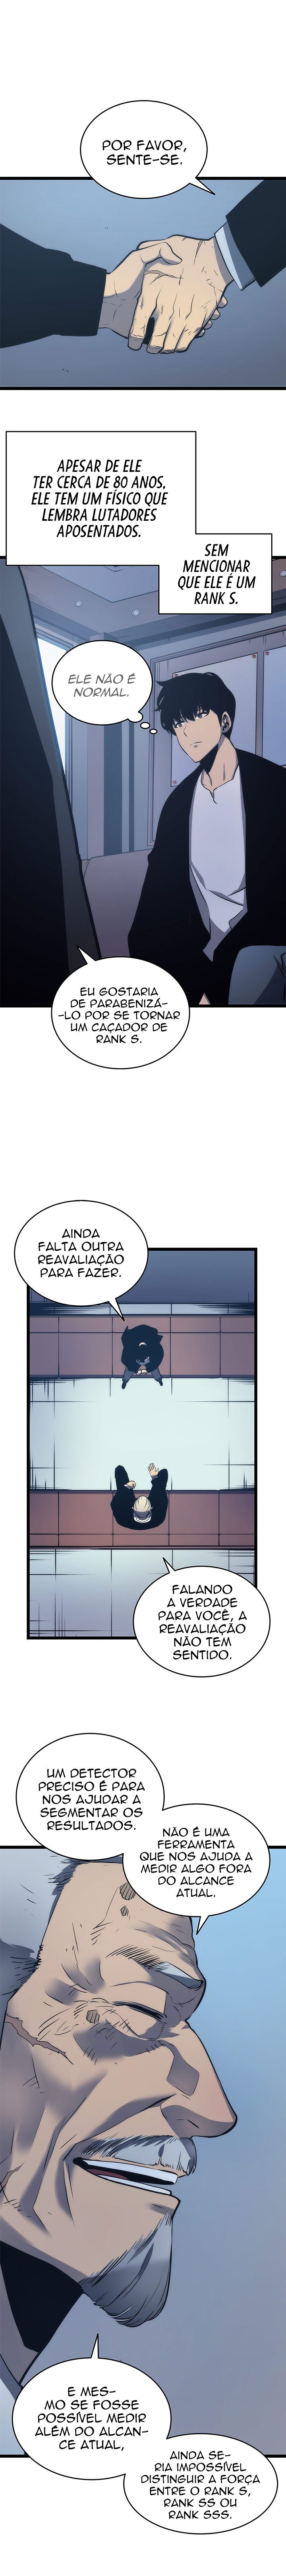 POR FAVOR,
SENTE-SE.
APESAR DE ELE
TER CERCA DE 80 ANOS,
ELE TEM UM FÍSICO QUE
LEMBRA LUTADORES
APOSENTADOS.
SEM
MENCIONAR
QUE ELE É UM
RANK S.
ELE NÃO É
NORMAL.
EU GOSTARIA
DE PARABENIZÁ-
-LO POR SE TORNAR
UM CAÇADOR DE
RANK S.
AINDA
FALTA OUTRA
REAVALIAÇÃO
PARA FAZER.
FALANDO
A VERDADE
PARA VOCÊ, A
REAVALIAÇÃO
NÃO TEM
SENTIDO.
UM DETECTOR
PRECISO É PARA
NOS AJUDAR A
SEGMENTAR OS
RESULTADOS.
NÃO É UMA
FERRAMENTA
QUE NOS AJUDA A
MEDIR ALGO FORA
DO ALCANCE
ATUAL.
E MES-
MO SE FOSSE
POSSÍVEL MEDIR
ALÉM DO ALCAN-
CE ATUAL,
AINDA SE-
RIA IMPOSSÍVEL
DISTINGUIR A FORÇA
ENTRE O RANK S,
RANK SS OU
RANK SSS.